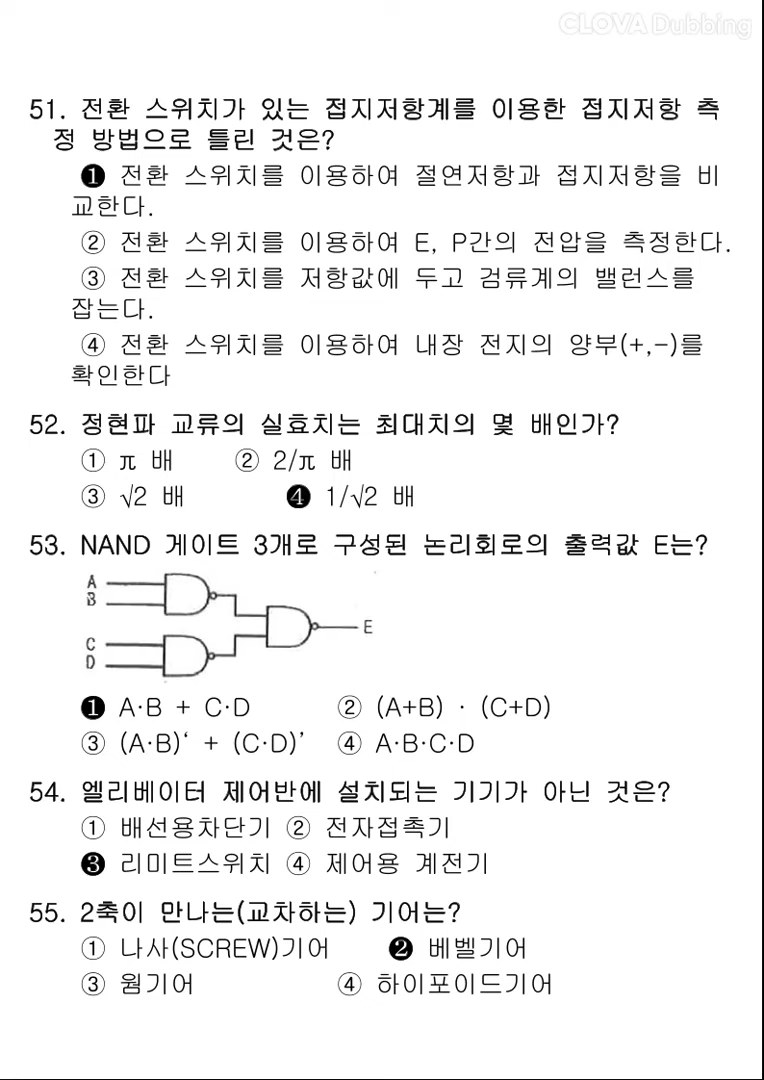 CLOVA Dubbing
51. 전환 스위치가 있는 접지저항계를 이용한 접지저항 측
정 방법으로 틀린 것은?
❶ 전환 스위치를 이용하여 절연저항과 접지저항을 비
교한다.
② 전환 스위치를 이용하여 E, P간의 전압을 측정한다.
③ 전환 스위치를 저항값에 두고 검류계의 밸런스를
잡는다.
④ 전환 스위치를 이용하여 내장 전지의 양부(+,-)를
확인한다
52. 정현파 교류의 실효치는 최대치의 몇 배인가?
① π 배 ② 2/π 배
③ √2 배 ❹ 1/√2 배
53. NAND 게이트 3개로 구성된 논리회로의 출력값 E는?
A
B
E
C
D
❶ A·B + C·D ② (A+B) · (C+D)
③ (A·B)‘ + (C·D)’ ④ A·B·C·D
54. 엘리베이터 제어반에 설치되는 기기가 아닌 것은?
① 배선용차단기 ② 전자접촉기
❸ 리미트스위치 ④ 제어용 계전기
55. 2축이 만나는(교차하는) 기어는?
① 나사(SCREW)기어 ❷ 베벨기어
③ 웜기어 ④ 하이포이드기어